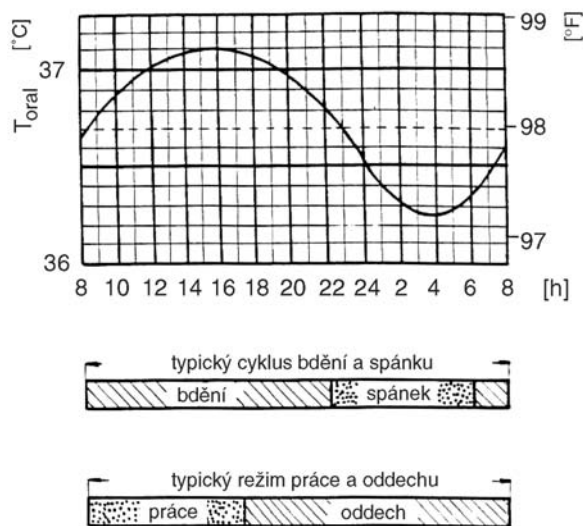 [°C]
99
[°F]
37
T oral
98
97
36
8 10 12 14 16 18 20 22 24 2 4 6 8 [h]
typický cyklus bdění a spánku
bdění spánek
typický režim práce a oddechu
práce oddech